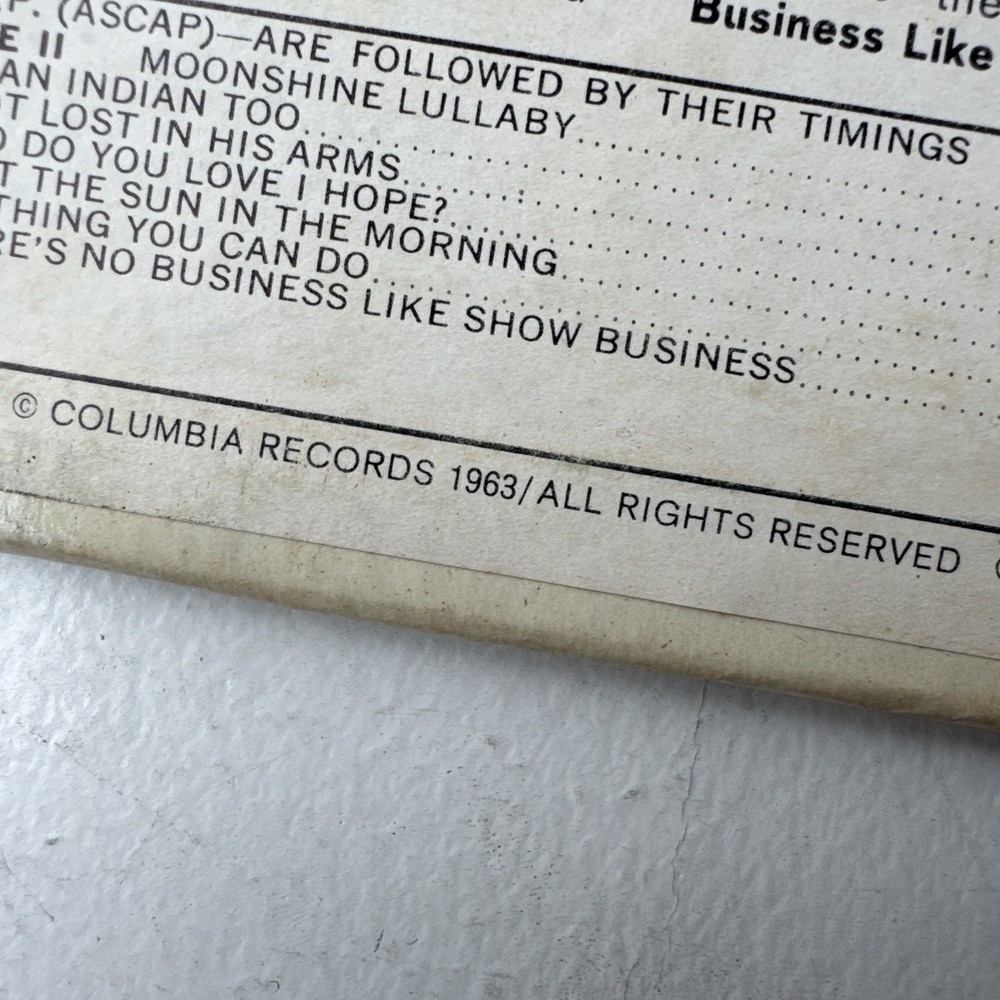 the
Business Like
P. (ASCAP)—ARE FOLLOWED BY THEIR TIMINGS
E II MOONSHINE LULLABY
AN INDIAN TOO
T LOST IN HIS ARMS
DO YOU LOVE I HOPE?
T THE SUN IN THE MORNING
THING YOU CAN DO
RE'S NO BUSINESS LIKE SHOW BUSINESS
© COLUMBIA RECORDS 1963/ALL RIGHTS RESERVED